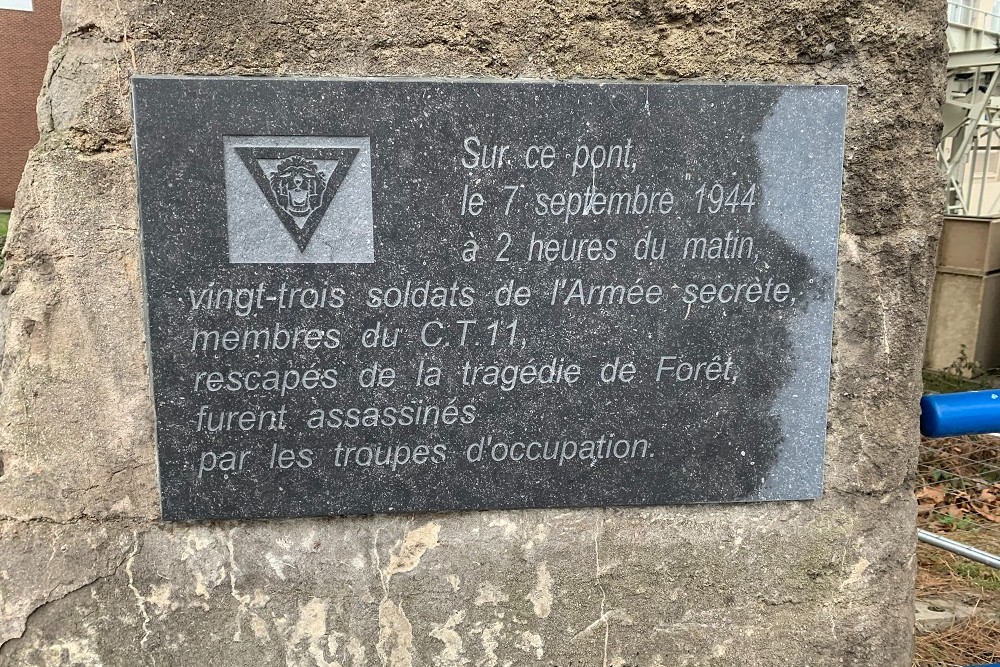 Sur ce pont,
le 7 septembre 1944
à 2 heures du matin,
vingt-trois soldats de l'Armée secrète,
membres du C.T.11,
rescapés de la tragédie de Forêt,
furent assassinés
par les troupes d'occupation.